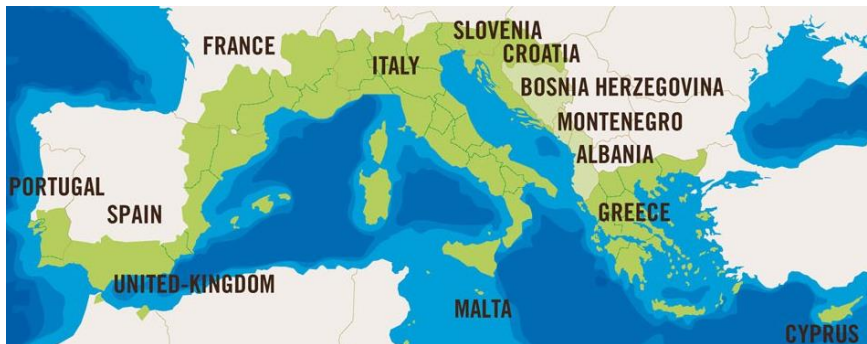 SLOVENIA
FRANCE
CROATIA
ITALY
BOSNIA HERZEGOVINA
MONTENEGRO
ALBANIA
PORTUGAL
SPAIN
GREECE
UNITED-KINGDOM
MALTA
CYPRUS